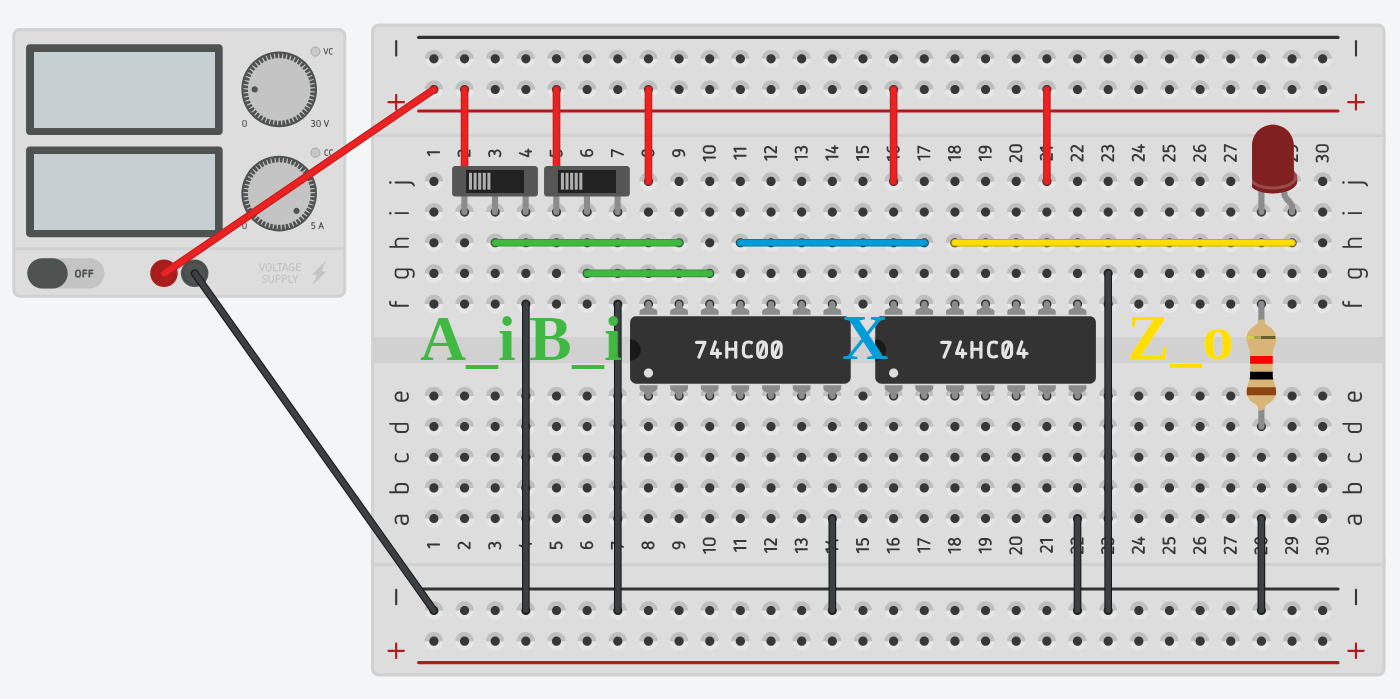 VC
0 30 V
CC
0 5 A
OFF
VOLTAGE
SUPPLY
− −
+ +
1 2 3 4 5 6 7 8 9 10 11 12 13 14 15 16 17 18 19 20 21 22 23 24 25 26 27 28 29 30
j j
i i
h h
g g
f f
A_i B_i 74HC00 X 74HC04 Z_o
e e
d d
c c
b b
a a
1 2 3 4 5 6 7 8 9 10 11 12 13 14 15 16 17 18 19 20 21 22 23 24 25 26 27 28 29 30
− −
+ +